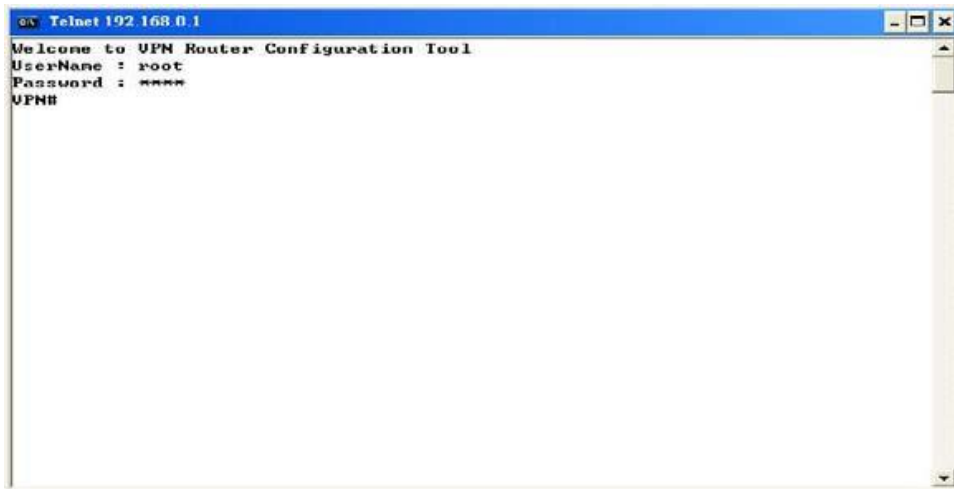 Telnet 192.168.0.1
Welcome to VPN Router Configuration Tool
UserName : root
Password : ****
VPN#